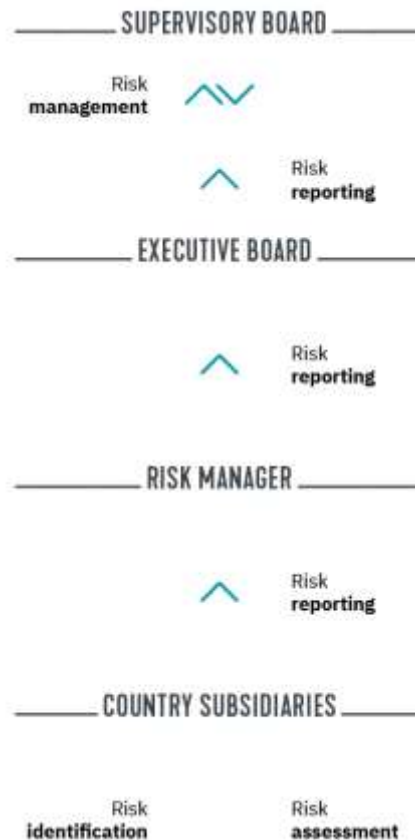 SUPERVISORY BOARD
Risk
management
Risk
reporting
EXECUTIVE BOARD
Risk
reporting
RISK MANAGER
Risk
reporting
COUNTRY SUBSIDIARIES
Risk
identification
Risk
assessment